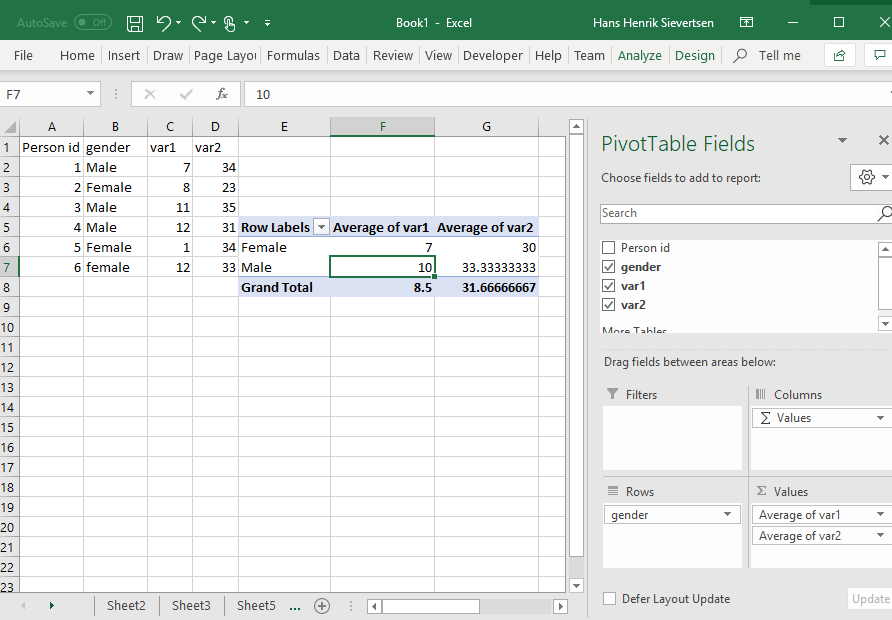 AutoSave Off Book1 - Excel Hans Henrik Sievertsen
File Home Insert Draw Page Layou Formulas Data Review View Developer Help Team Analyze Design Tell me
F7 fx 10
A B C D E F G
1 Person id gender var1 var2
2 1 Male 7 34
3 2 Female 8 23
4 3 Male 11 35
5 4 Male 12 31 Row Labels Average of var1 Average of var2
6 5 Female 1 34 Female 7 30
7 6 female 12 33 Male 10 33.33333333
8 Grand Total 8.5 31.66666667
9
10
11
12
13
14
15
16
17
18
19
20
21
22
23
Sheet2 Sheet3 Sheet5 ...
PivotTable Fields
Choose fields to add to report:
Search
Person id
gender
var1
var2
More Tables
Drag fields between areas below:
Filters Columns
Σ Values
Rows Σ Values
gender Average of var1
Average of var2
Defer Layout Update Update